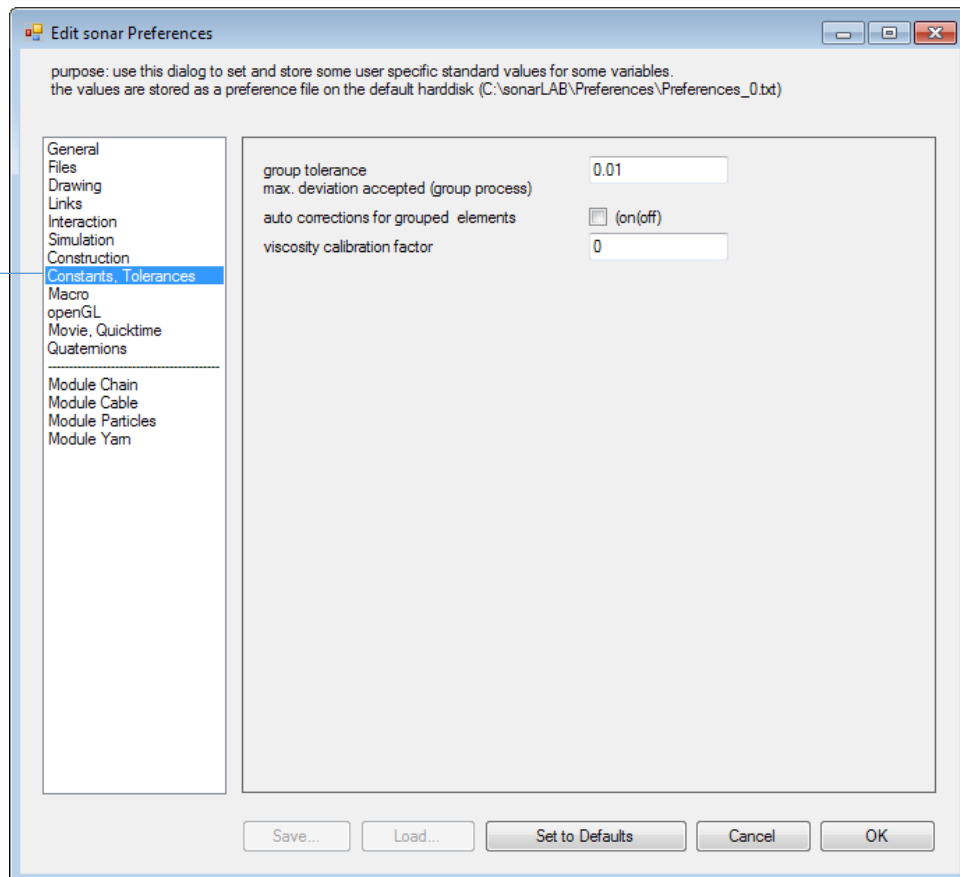 Edit sonar Preferences
purpose: use this dialog to set and store some user specific standard values for some variables.
the values are stored as a preference file on the default harddisk (C:\sonarLAB\Preferences\Preferences_0.txt)
General
Files
Drawing
Links
Interaction
Simulation
Construction
Constants, Tolerances
Macro
openGL
Movie, Quicktime
Quaternions
Module Chain
Module Cable
Module Particles
Module Yarn
group tolerance 0.01
max. deviation accepted (group process)
auto corrections for grouped elements (on(off)
viscosity calibration factor 0
Save... Load... Set to Defaults Cancel OK